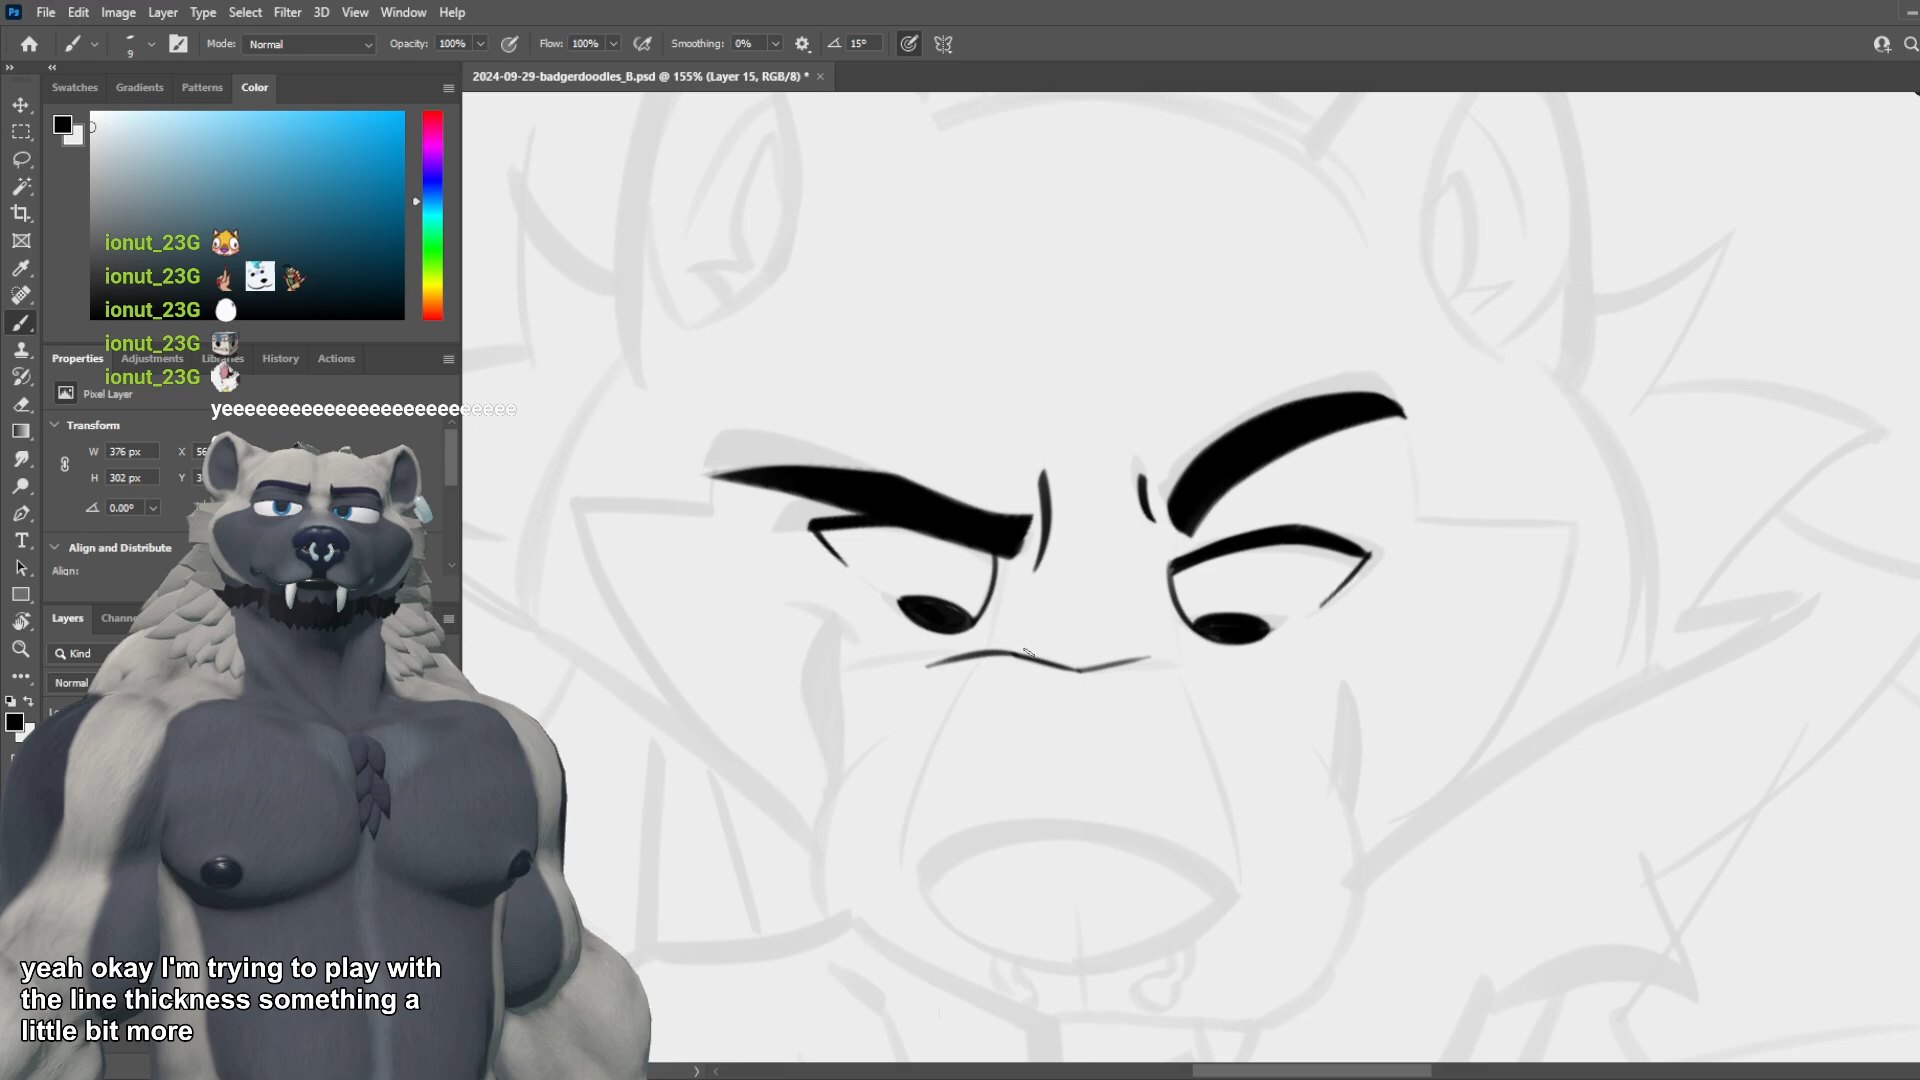 Ps File Edit Image Layer Type Select Filter 3D View Window Help
9 Mode: Normal Opacity: 100% Flow: 100% Smoothing: 0% 15°
2024-09-29-badgerdoodles_B.psd @ 155% (Layer 15, RGB/8) * ×
Swatches Gradients Patterns Color
ionut_23G
ionut_23G
ionut_23G
ionut_23G
ionut_23G
Properties Adjustments Libraries History Actions
Pixel Layer
yeeeeeeeeeeeeeeeeeeeeeeeeee
Transform
W 376 px X
H 302 px Y
0.00°
Align and Distribute
Align:
Layers
Kind
Normal
yeah okay I'm trying to play with
the line thickness something a
little bit more